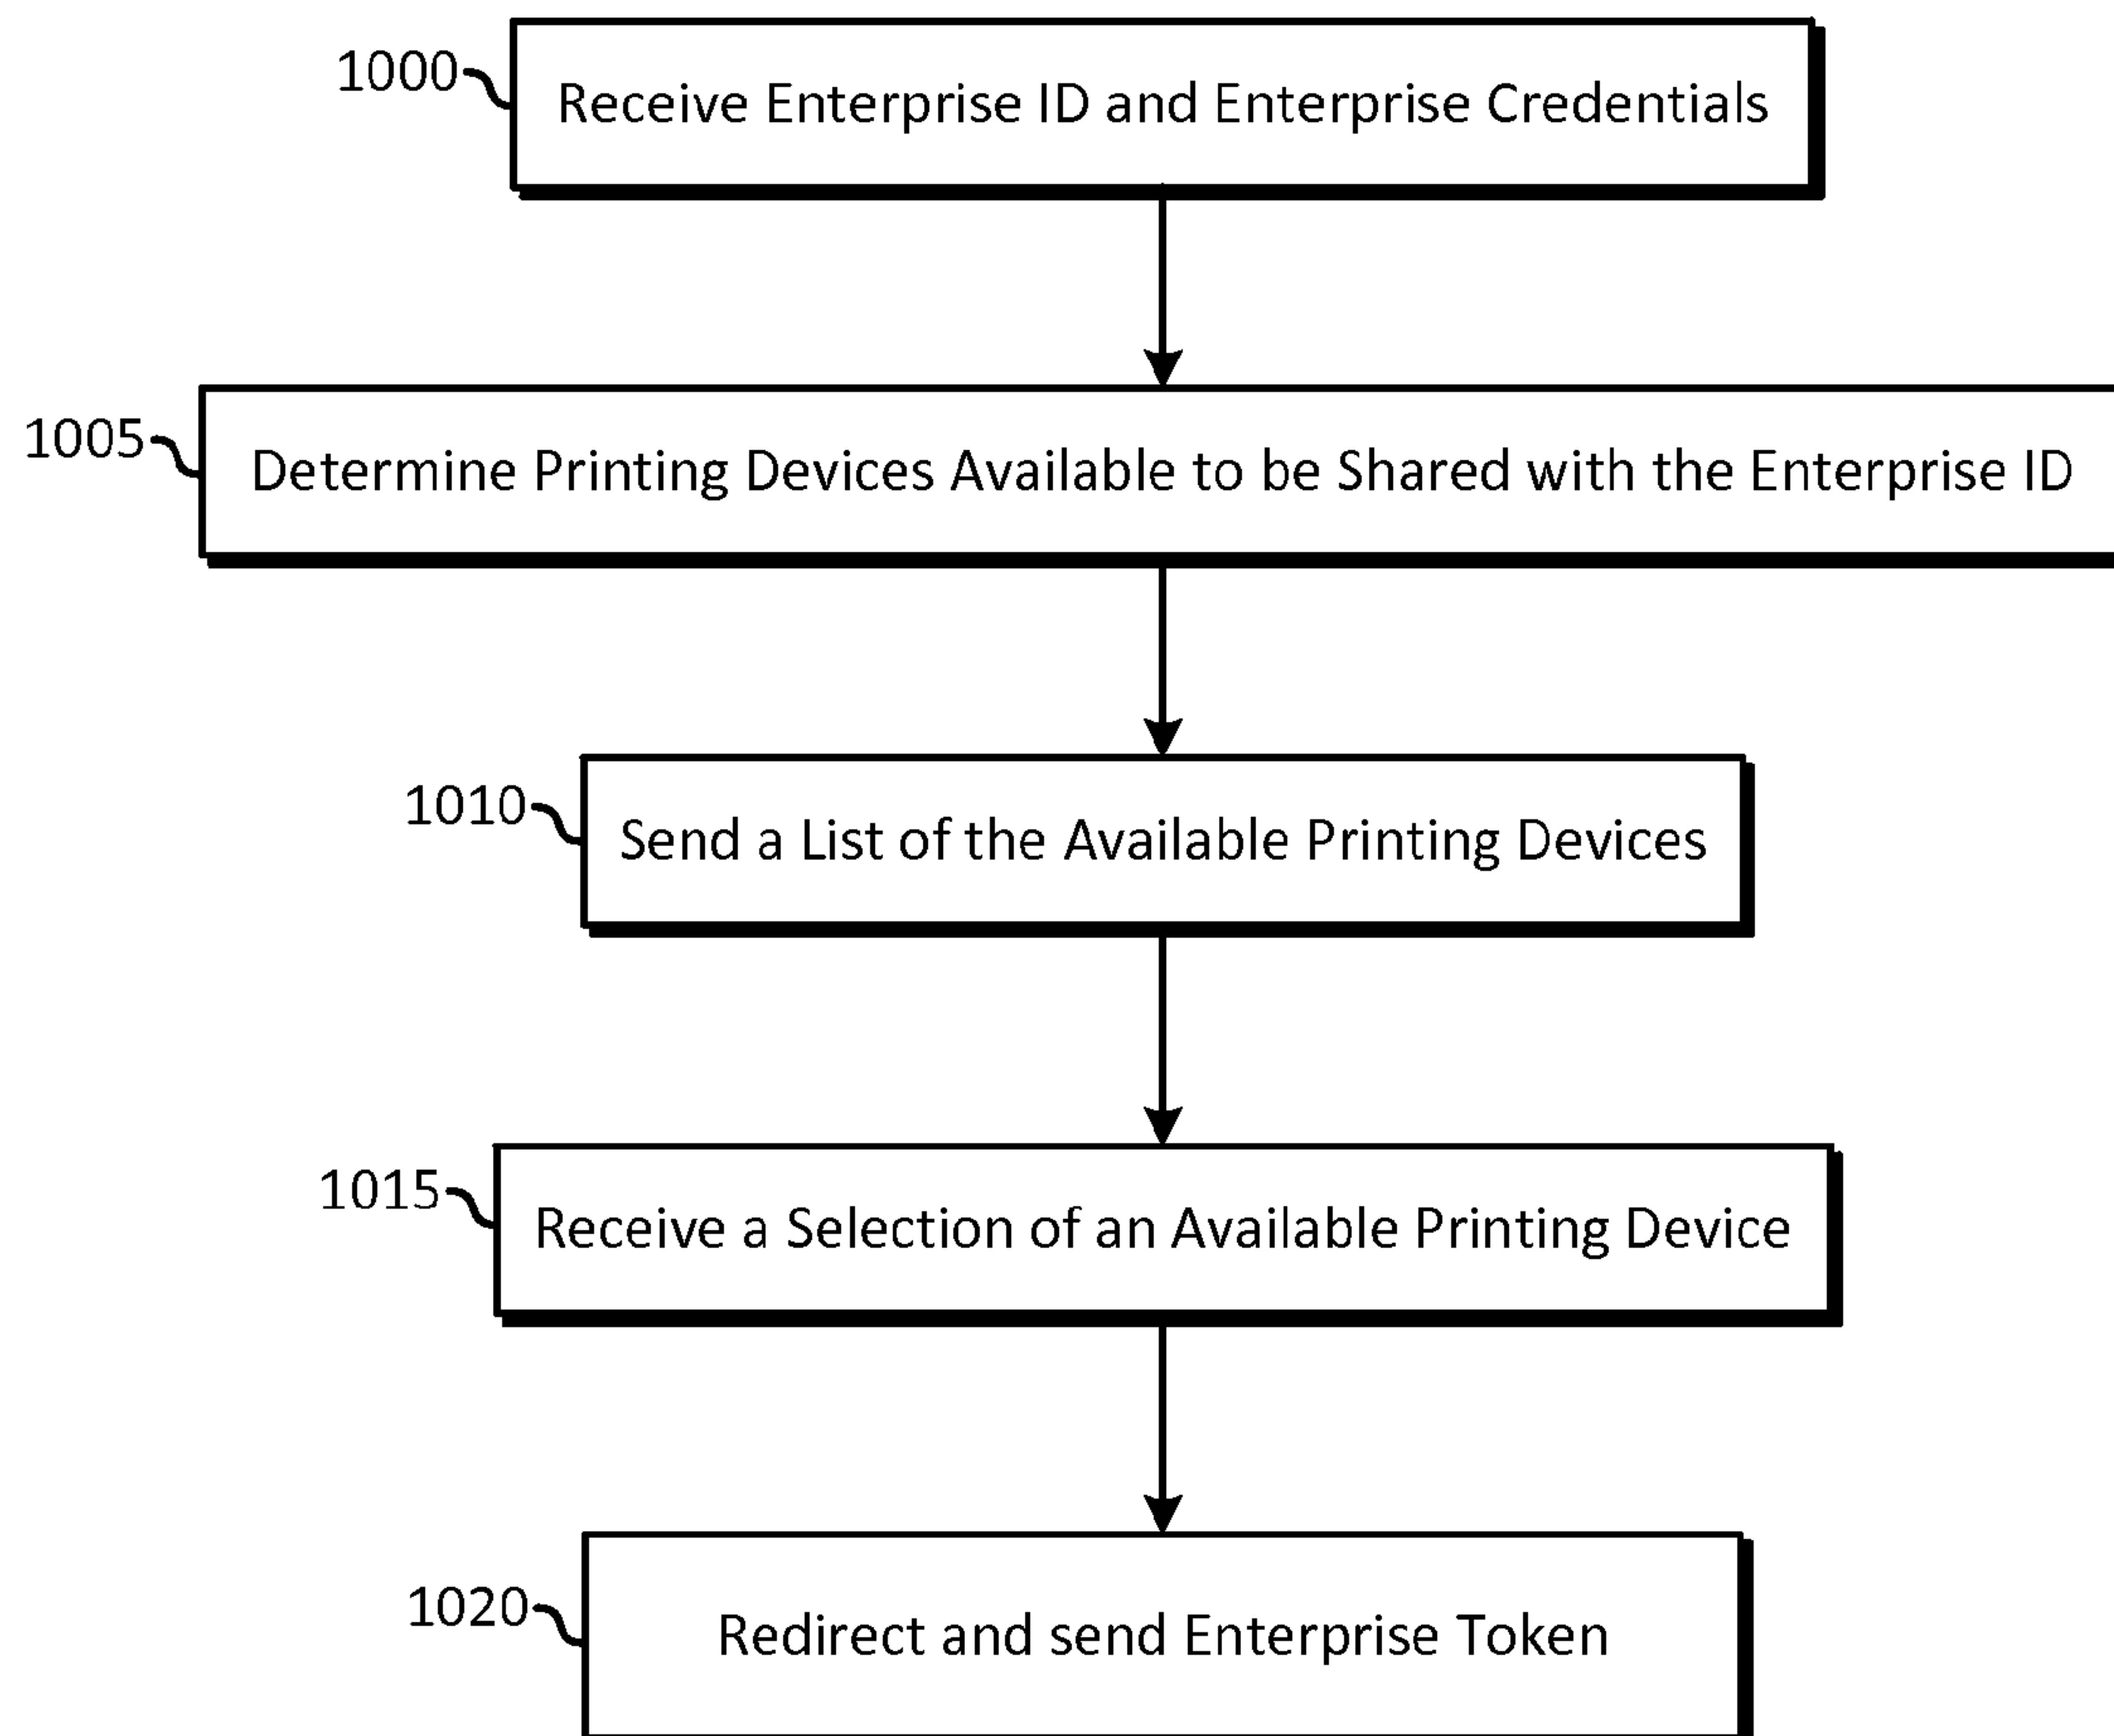 1000
Receive Enterprise ID and Enterprise Credentials
1005
Determine Printing Devices Available to be Shared with the Enterprise ID
1010
Send a List of the Available Printing Devices
1015
Receive a Selection of an Available Printing Device
1020
Redirect and send Enterprise Token